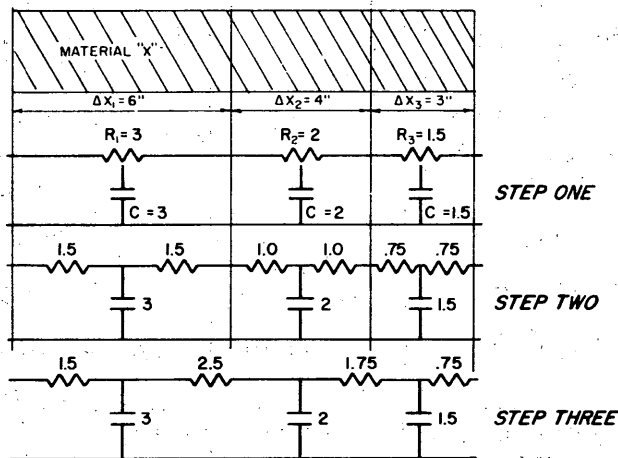 MATERIAL "X"
ΔX₁ = 6" ΔX₂ = 4" ΔX₃ = 3"
R₁= 3 R₂= 2 R₃= 1.5
C = 3 C = 2 C = 1.5 STEP ONE
1.5 1.5 1.0 1.0 .75 .75
3 2 1.5 STEP TWO
1.5 2.5 1.75 .75
3 2 1.5 STEP THREE